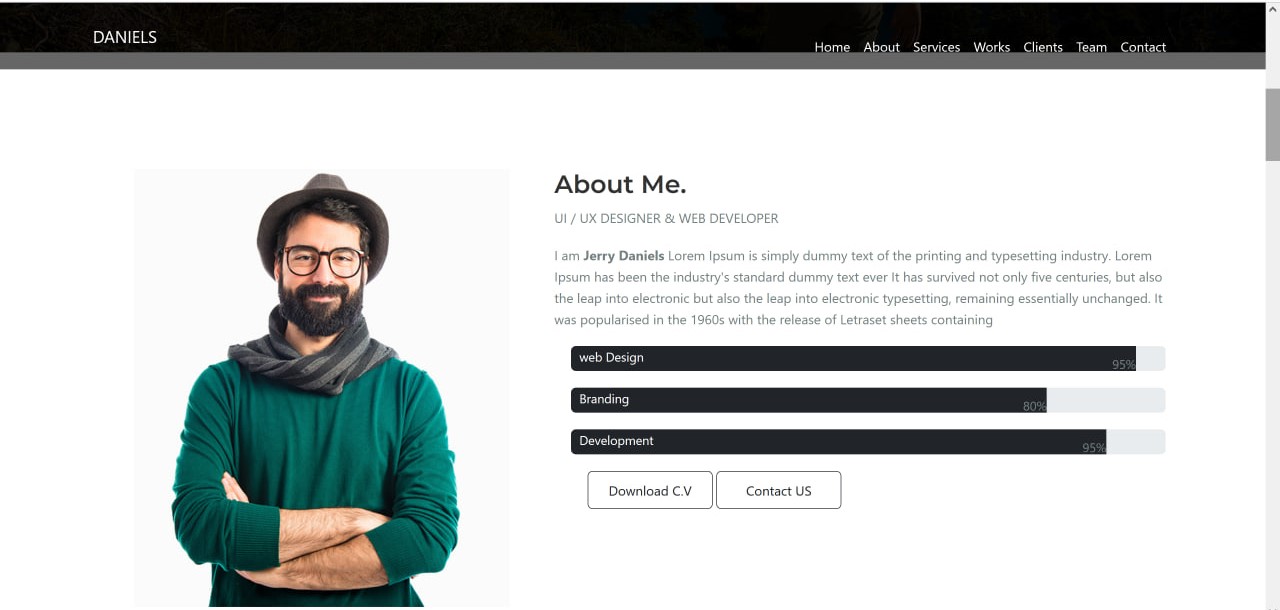 DANIELS
Home About Services Works Clients Team Contact
About Me.
UI / UX DESIGNER & WEB DEVELOPER
I am Jerry Daniels Lorem Ipsum is simply dummy text of the printing and typesetting industry. Lorem
Ipsum has been the industry's standard dummy text ever It has survived not only five centuries, but also
the leap into electronic but also the leap into electronic typesetting, remaining essentially unchanged. It
was popularised in the 1960s with the release of Letraset sheets containing
web Design 95%
Branding 80%
Development 95%
Download C.V Contact US